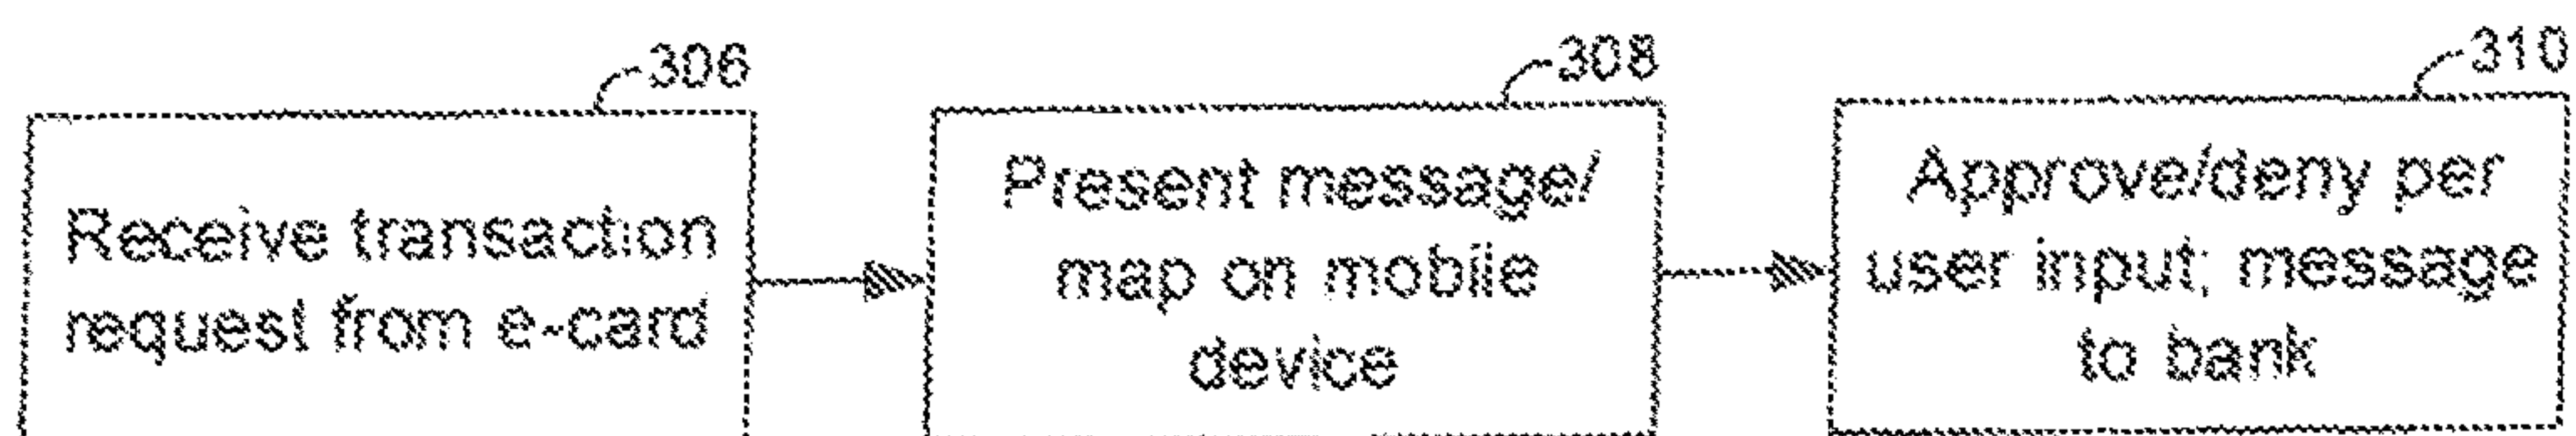 306
Receive transaction
request from e-card
308
Present message/
map on mobile
device
310
Approve/deny per
user input; message
to bank